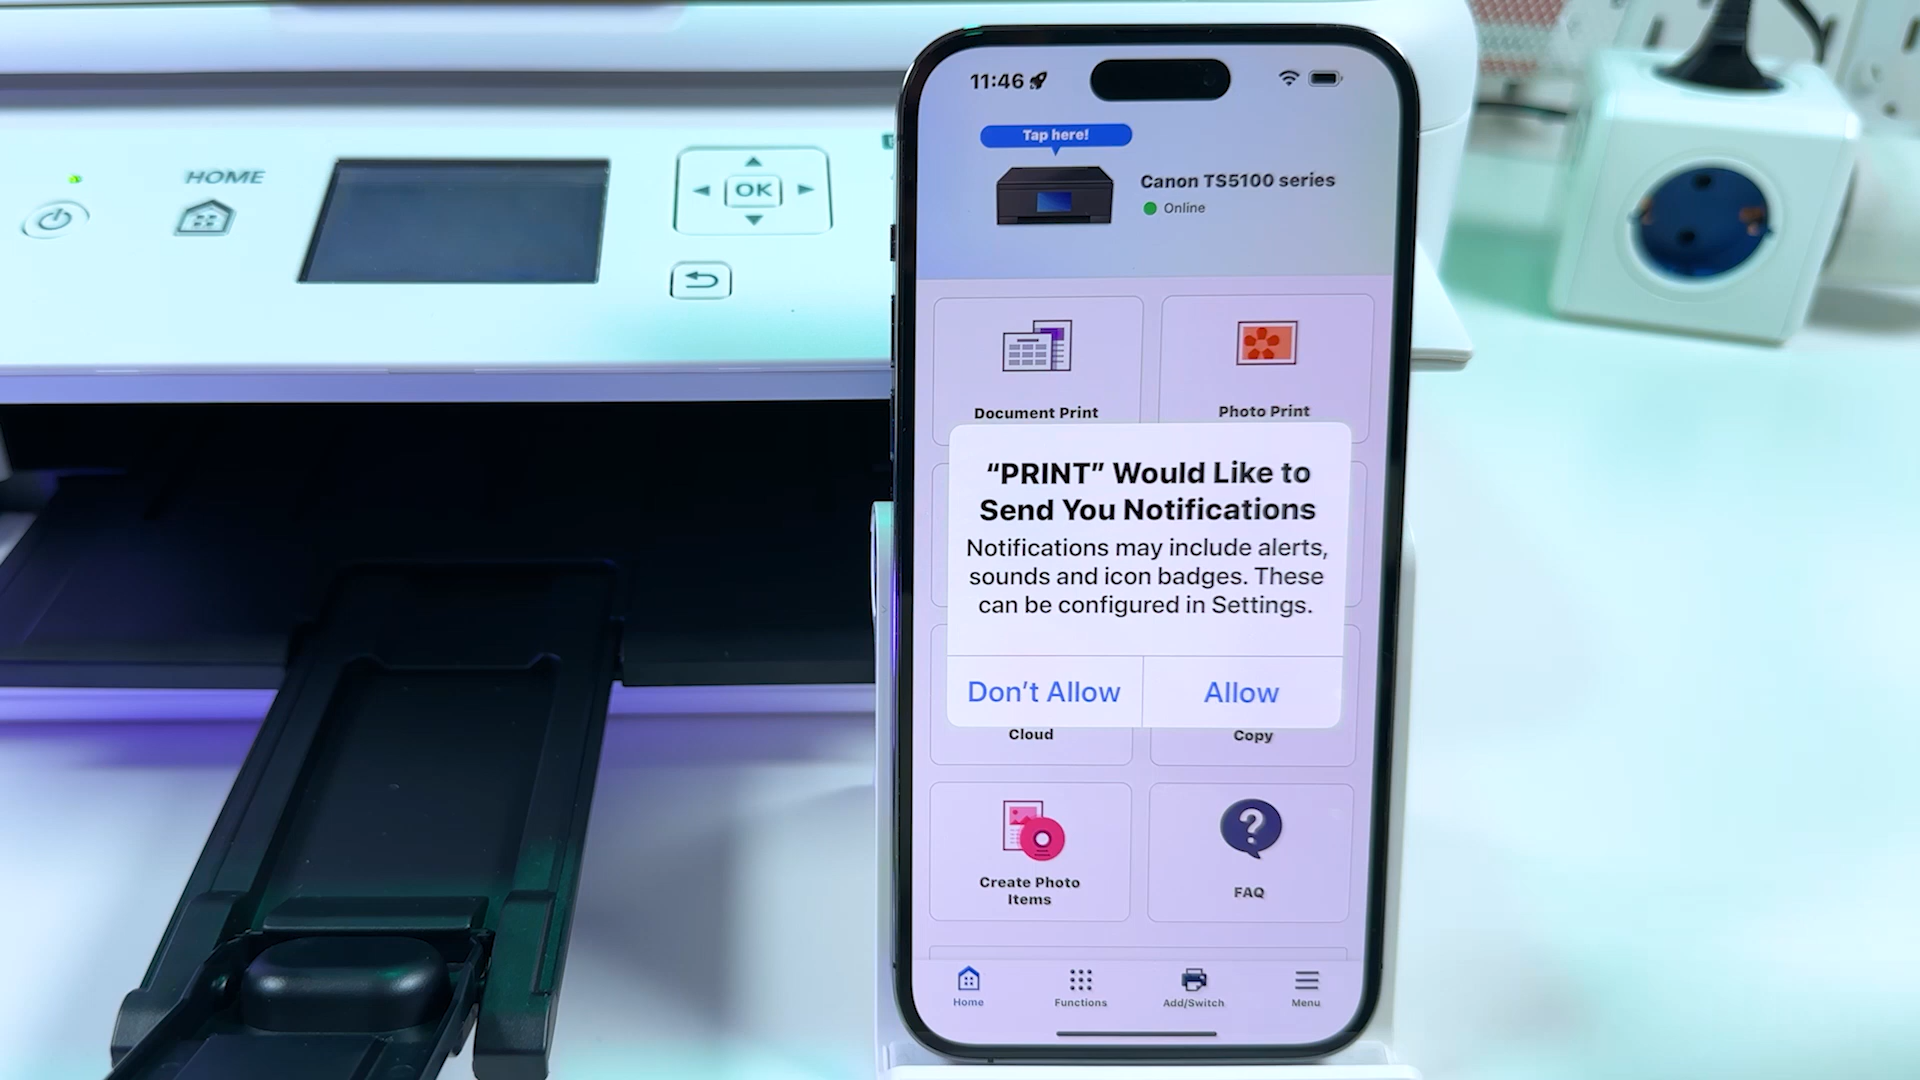 HOME
OK
11:46
Tap here!
Canon TS5100 series
Online
Document Print
Photo Print
“PRINT” Would Like to
Send You Notifications
Notifications may include alerts,
sounds and icon badges. These
can be configured in Settings.
Don’t Allow
Allow
Cloud
Copy
Create Photo
Items
?
FAQ
Home
Functions
Add/Switch
Menu